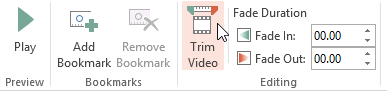 Play
Add
Bookmark
Remove
Bookmark
Trim
Video
Fade Duration
Fade In: 00.00
Fade Out: 00.00
Preview
Bookmarks
Editing